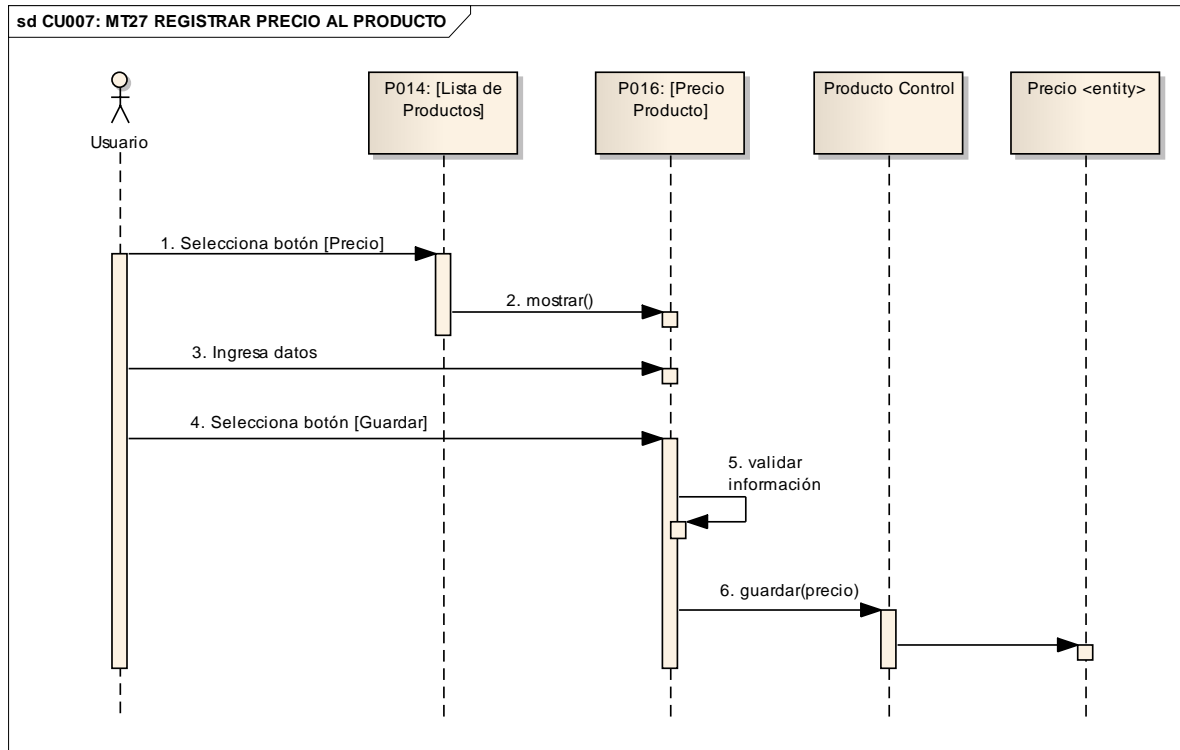 sd CU007: MT27 REGISTRAR PRECIO AL PRODUCTO
Usuario
P014: [Lista de
Productos]
P016: [Precio
Producto]
Producto Control
Precio <entity>
1. Selecciona botón [Precio]
2. mostrar()
3. Ingresa datos
4. Selecciona botón [Guardar]
5. validar
información
6. guardar(precio)